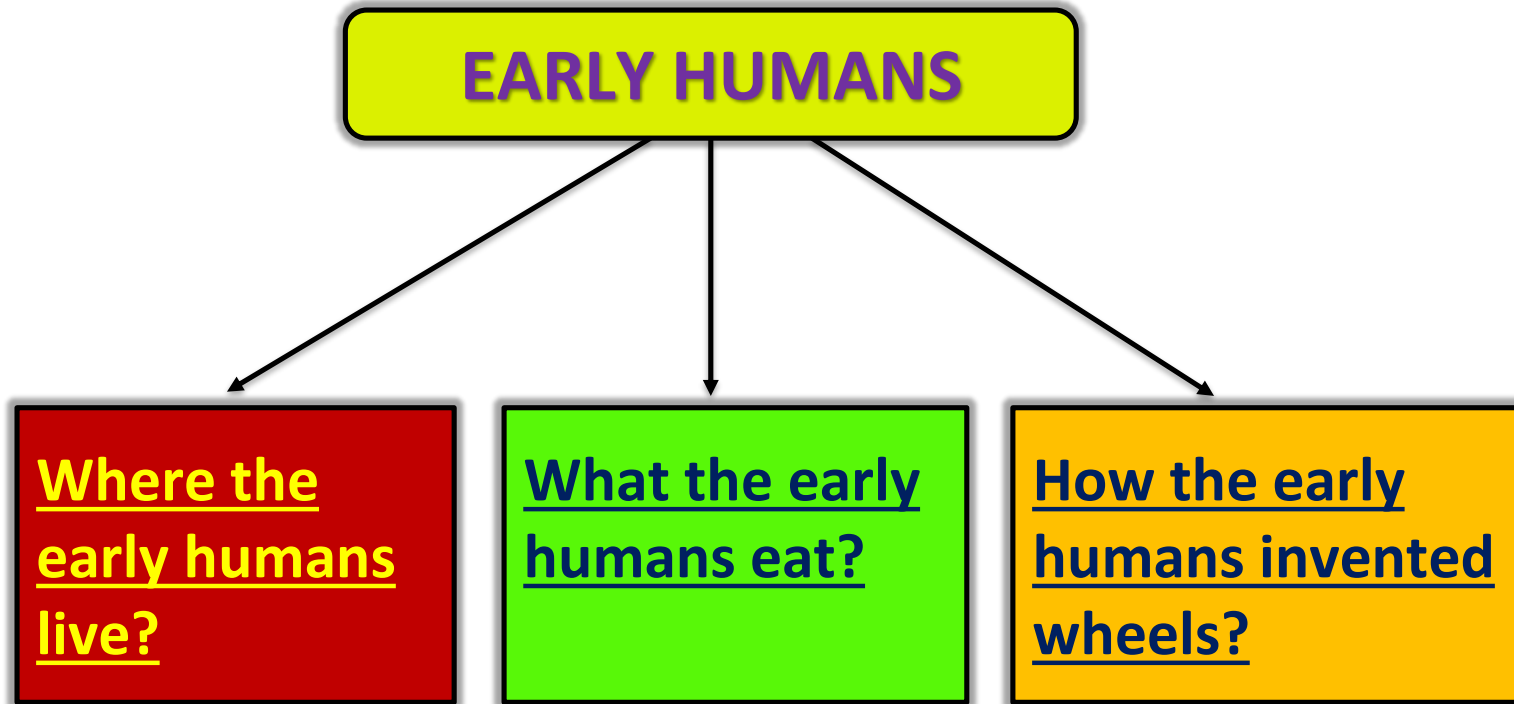 EARLY HUMANS
Where the
early humans
live?
What the early
humans eat?
How the early
humans invented
wheels?